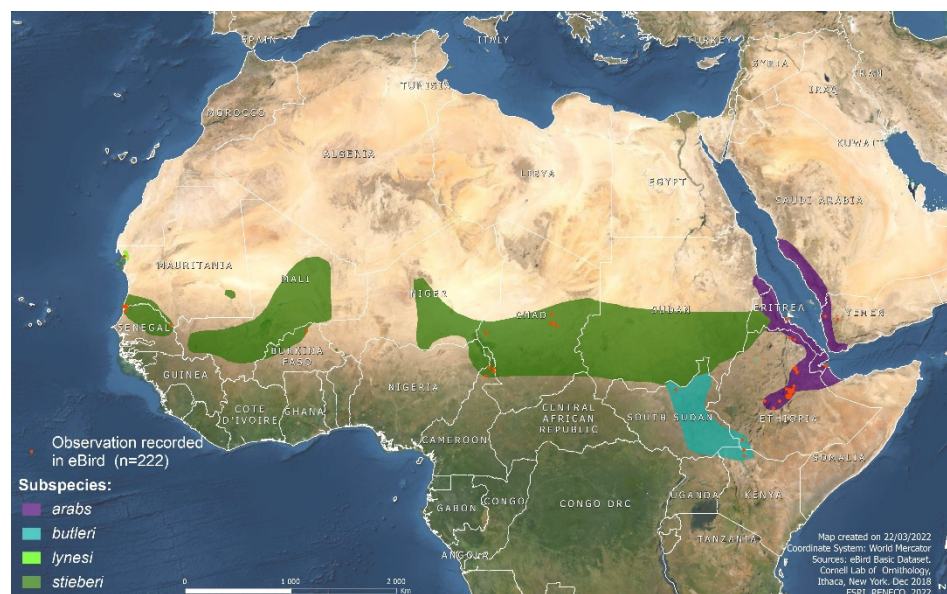 SPAIN
ITALY
TURKEY
SYRIA
IRAN
TUNISIA
IRAQ
MOROCCO
KUWAIT
ALGERIA
LIBYA
EGYPT
SAUDI ARABIA
MAURITANIA
MALI
NIGER
CHAD
SUDAN
ERITREA
YEMEN
SENEGAL
BURKINA
FASO
GUINEA
NIGERIA
COTE
D'IVOIRE
GHANA
CENTRAL
AFRICAN
REPUBLIC
SOUTH SUDAN
ETHIOPIA
CAMEROON
SOMALIA
UGANDA
KENYA
GABON
CONGO
CONGO DRC
TANZANIA
ANGOLA
Observation recorded
in eBird (n=222)
Subspecies:
arabs
butleri
lynesi
stieberi
0 1 000 2 000
Km
Map created on 22/03/2022
Coordinate System: World Mercator
Sources: eBird Basic Dataset.
Cornell Lab of Ornithology,
Ithaca, New York. Dec 2018
ESRI, RENECO, 2022